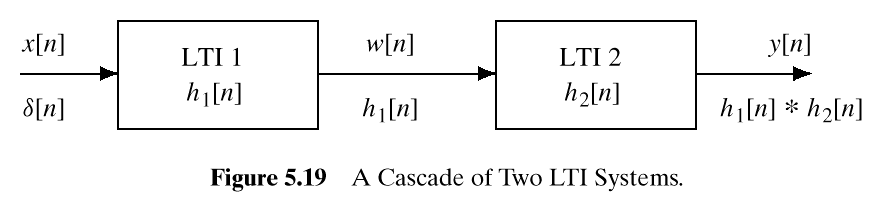 x[n]
LTI 1
w[n]
LTI 2
y[n]
h₁[n]
h₂[n]
δ[n]
h₁[n]
h₁[n] * h₂[n]
Figure 5.19 A Cascade of Two LTI Systems.